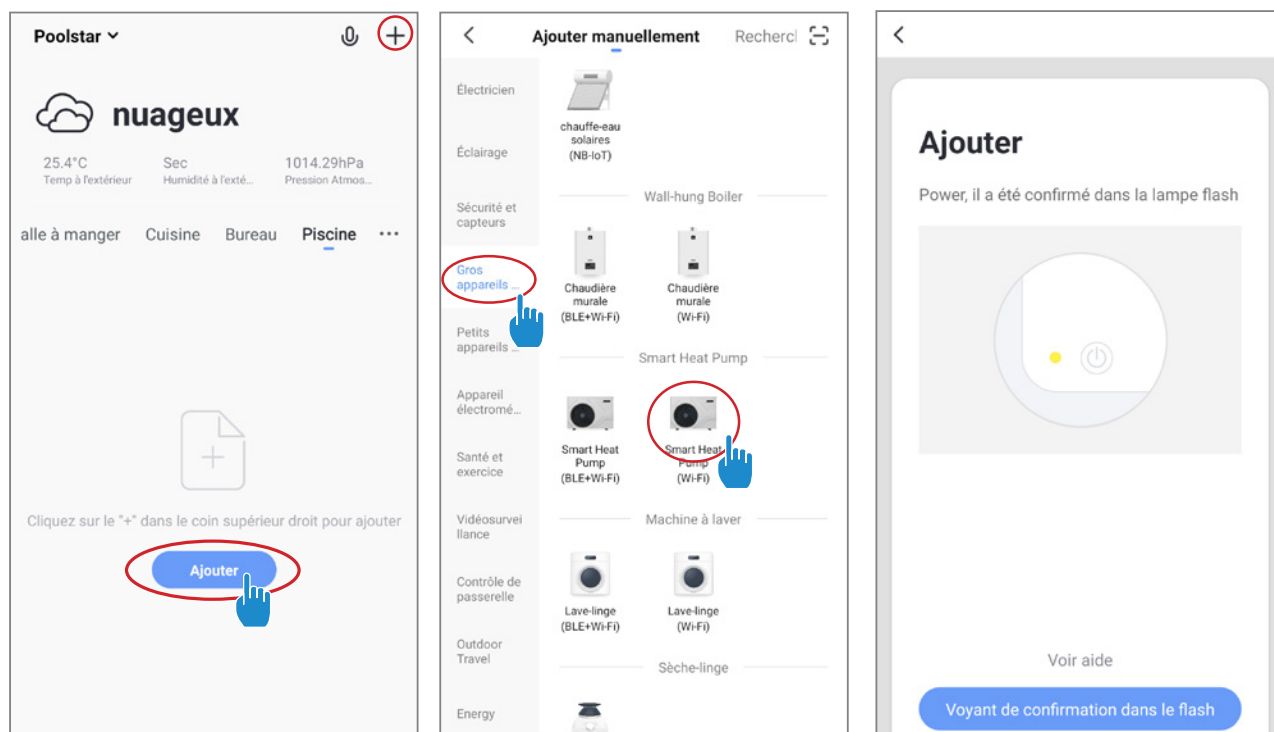 Poolstar
nuageux
25.4°C Sec 1014.29hPa
Temp à l'extérieur Humidité à l'exté... Pression Atmos...
alle à manger Cuisine Bureau Piscine ...
Cliquez sur le "+" dans le coin supérieur droit pour ajouter
Ajouter
Ajouter manuellement Rechercl
Électricien
Éclairage
Sécurité et
capteurs
Gros
appareils ...
Petits
appareils ...
Appareil
électromé...
Santé et
exercice
Vidéosurvei
llance
Contrôle de
passerelle
Outdoor
Travel
Energy
chauffe-eau
solaires
(NB-IoT)
Wall-hung Boiler
Chaudière
murale
(BLE+Wi-Fi)
Chaudière
murale
(Wi-Fi)
Smart Heat Pump
Smart Heat
Pump
(BLE+Wi-Fi)
Smart Heat
Pump
(Wi-Fi)
Machine à laver
Lave-linge
(BLE+Wi-Fi)
Lave-linge
(Wi-Fi)
Sèche-linge
Ajouter
Power, il a été confirmé dans la lampe flash
Voir aide
Voyant de confirmation dans le flash